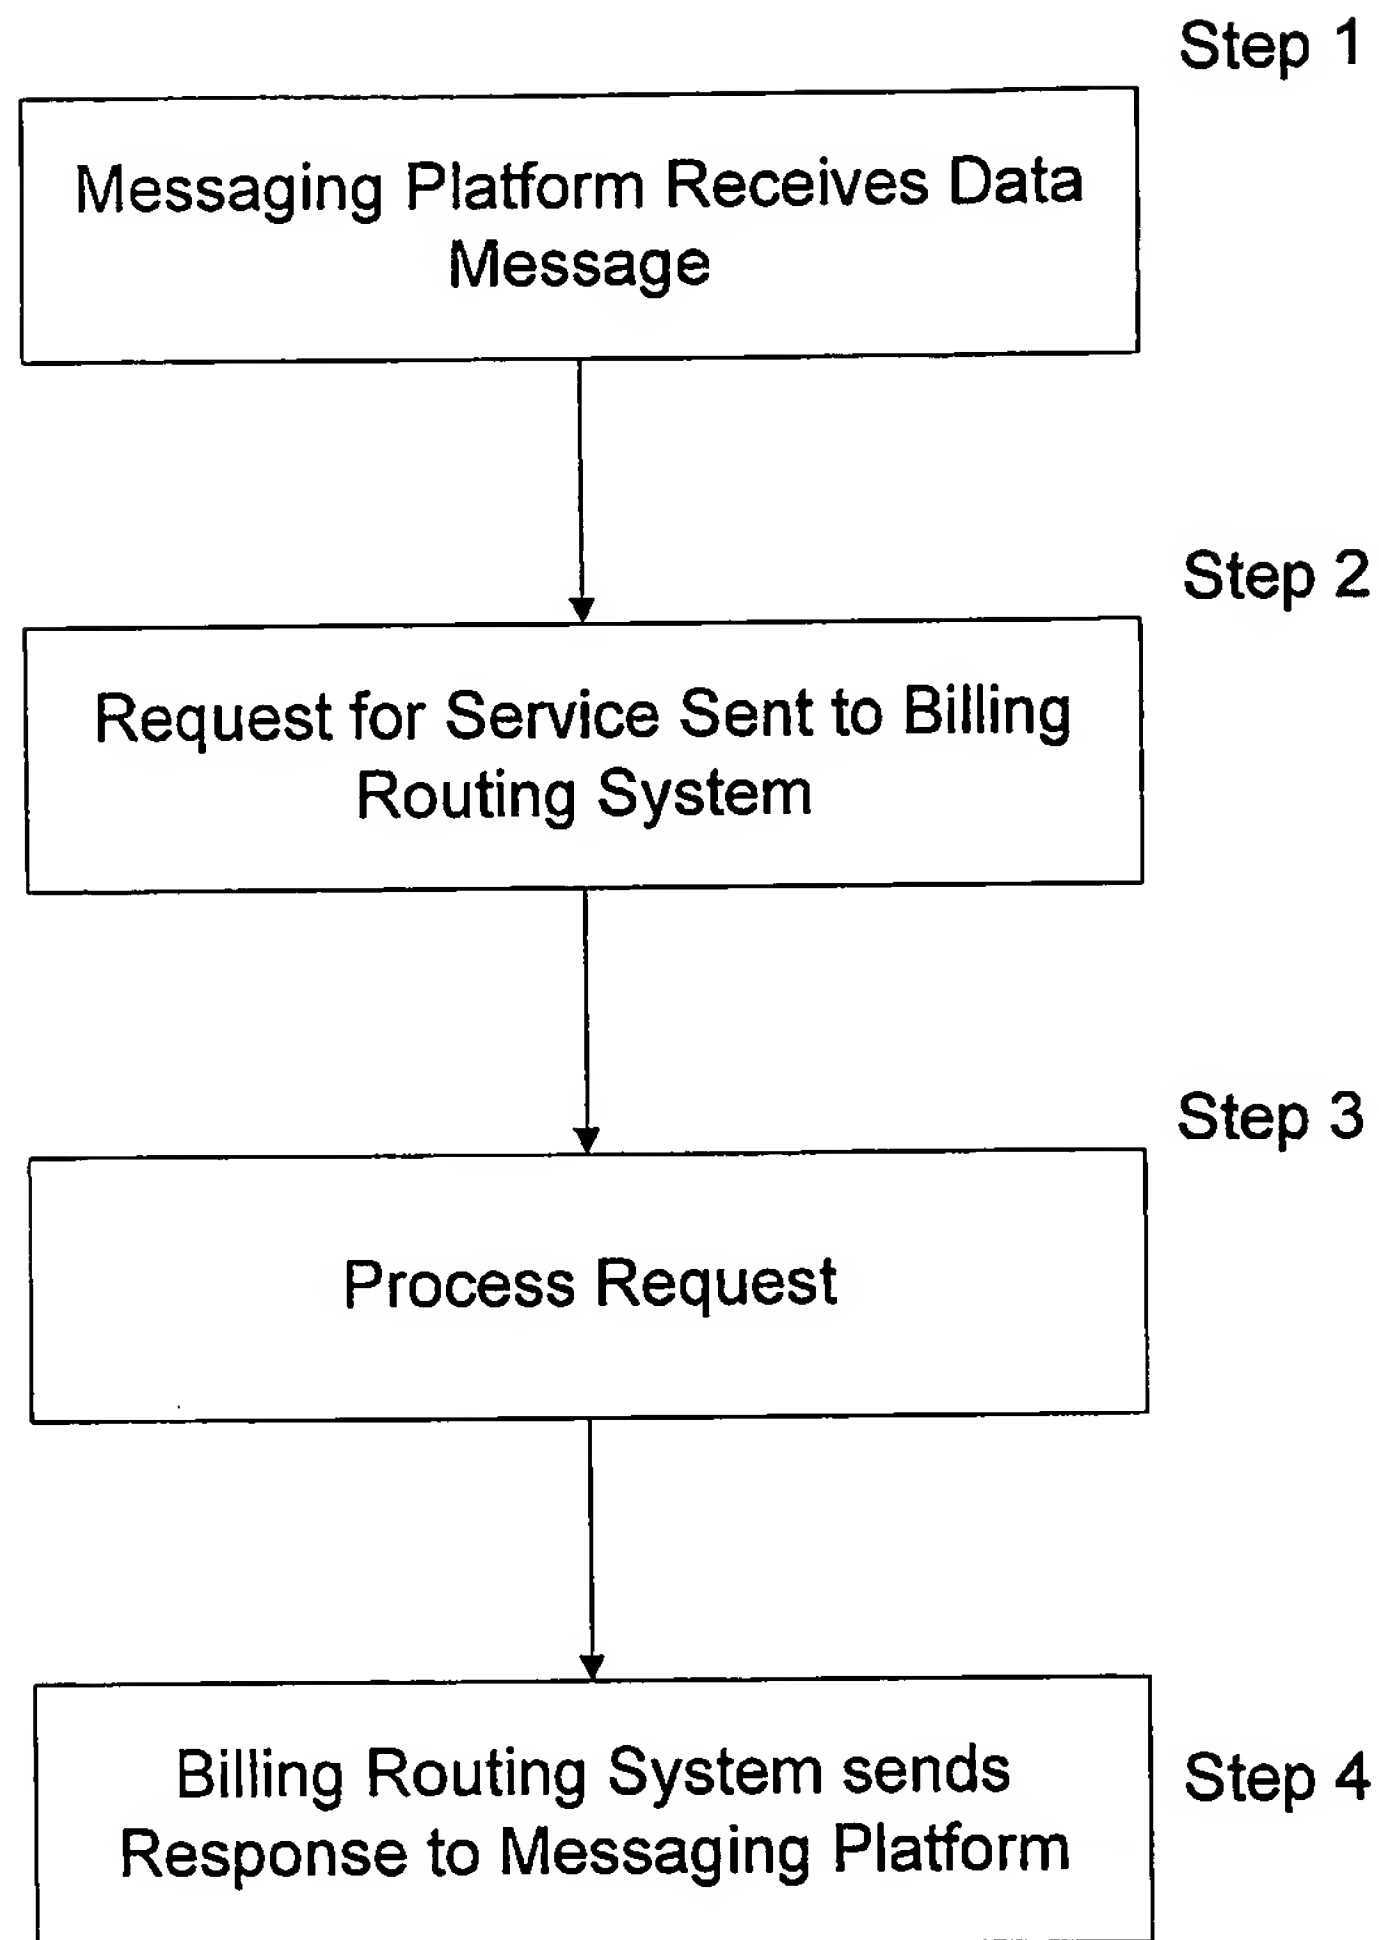 Step 1
Messaging Platform Receives Data
Message
Step 2
Request for Service Sent to Billing
Routing System
Step 3
Process Request
Billing Routing System sends
Step 4
Response to Messaging Platform